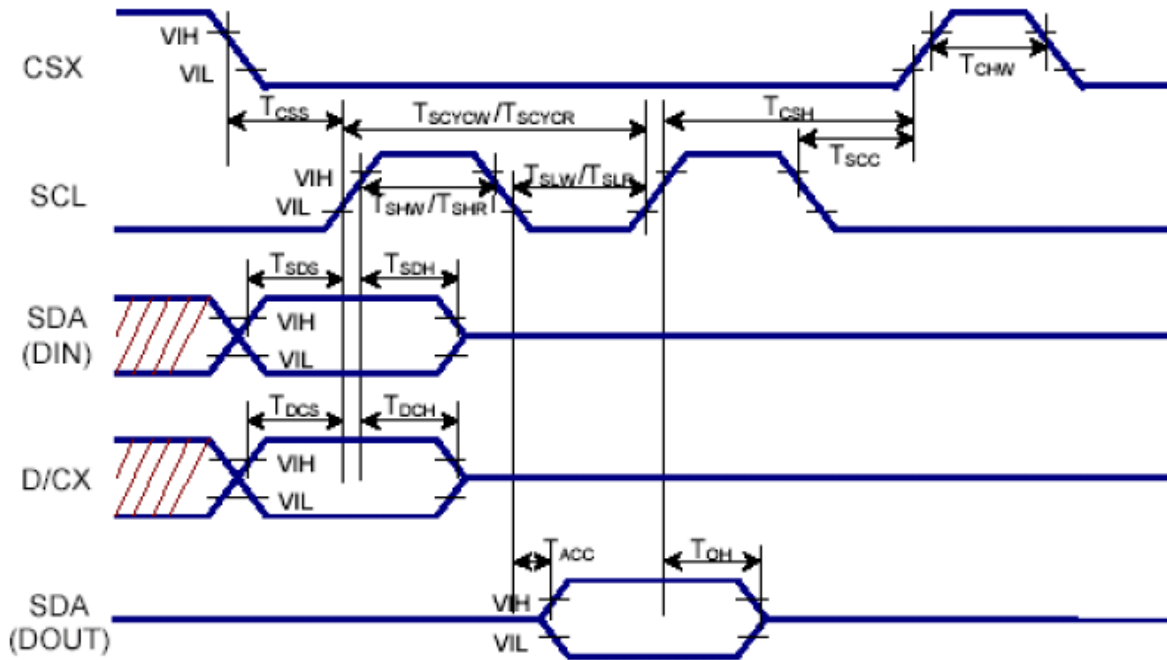 CSX
VIH
VIL
TCHW
TCSS
TSCYCW/TSCYCR
TCSH
TSCC
SCL
VIH
VIL
TSHW/TSHR
TSLW/TSLR
TSDS
TSDH
SDA
(DIN)
VIH
VIL
TDCS
TDCH
D/CX
VIH
VIL
TACC
TOH
SDA
(DOUT)
VIH
VIL